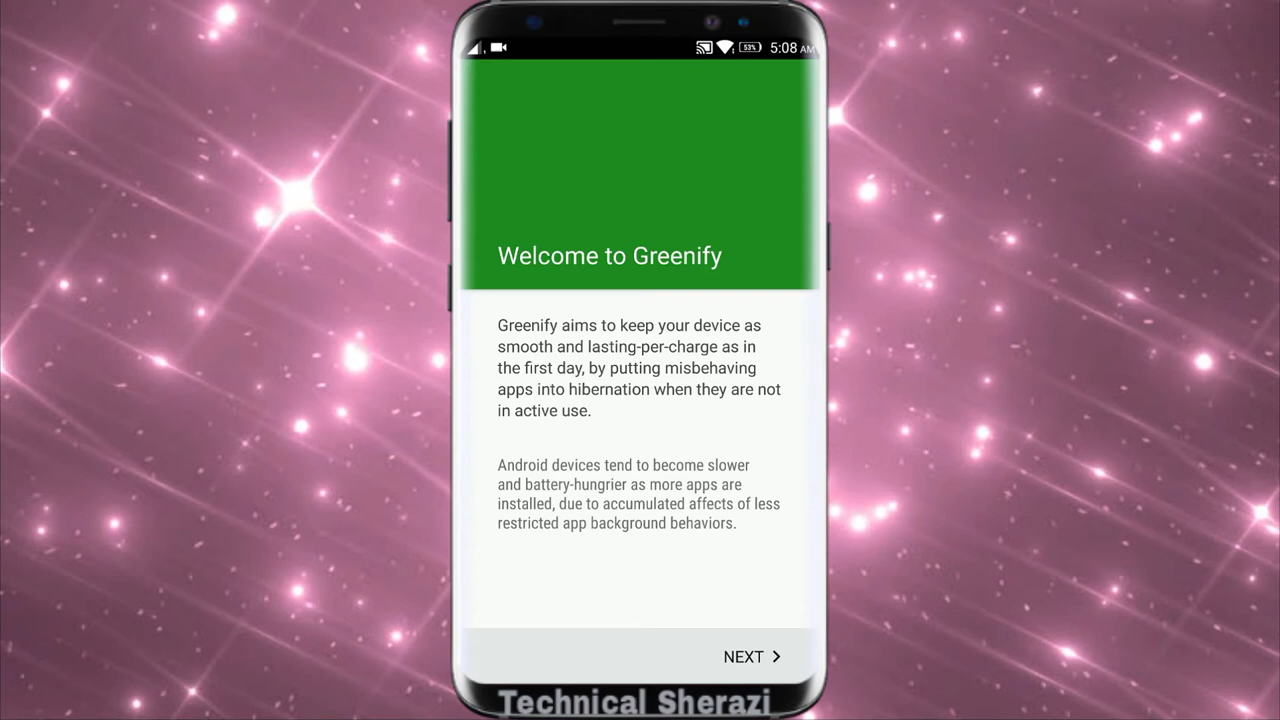 53% 5:08 AM
Welcome to Greenify
Greenify aims to keep your device as
smooth and lasting-per-charge as in
the first day, by putting misbehaving
apps into hibernation when they are not
in active use.
Android devices tend to become slower
and battery-hungrier as more apps are
installed, due to accumulated affects of less
restricted app background behaviors.
NEXT
Technical Sherazi